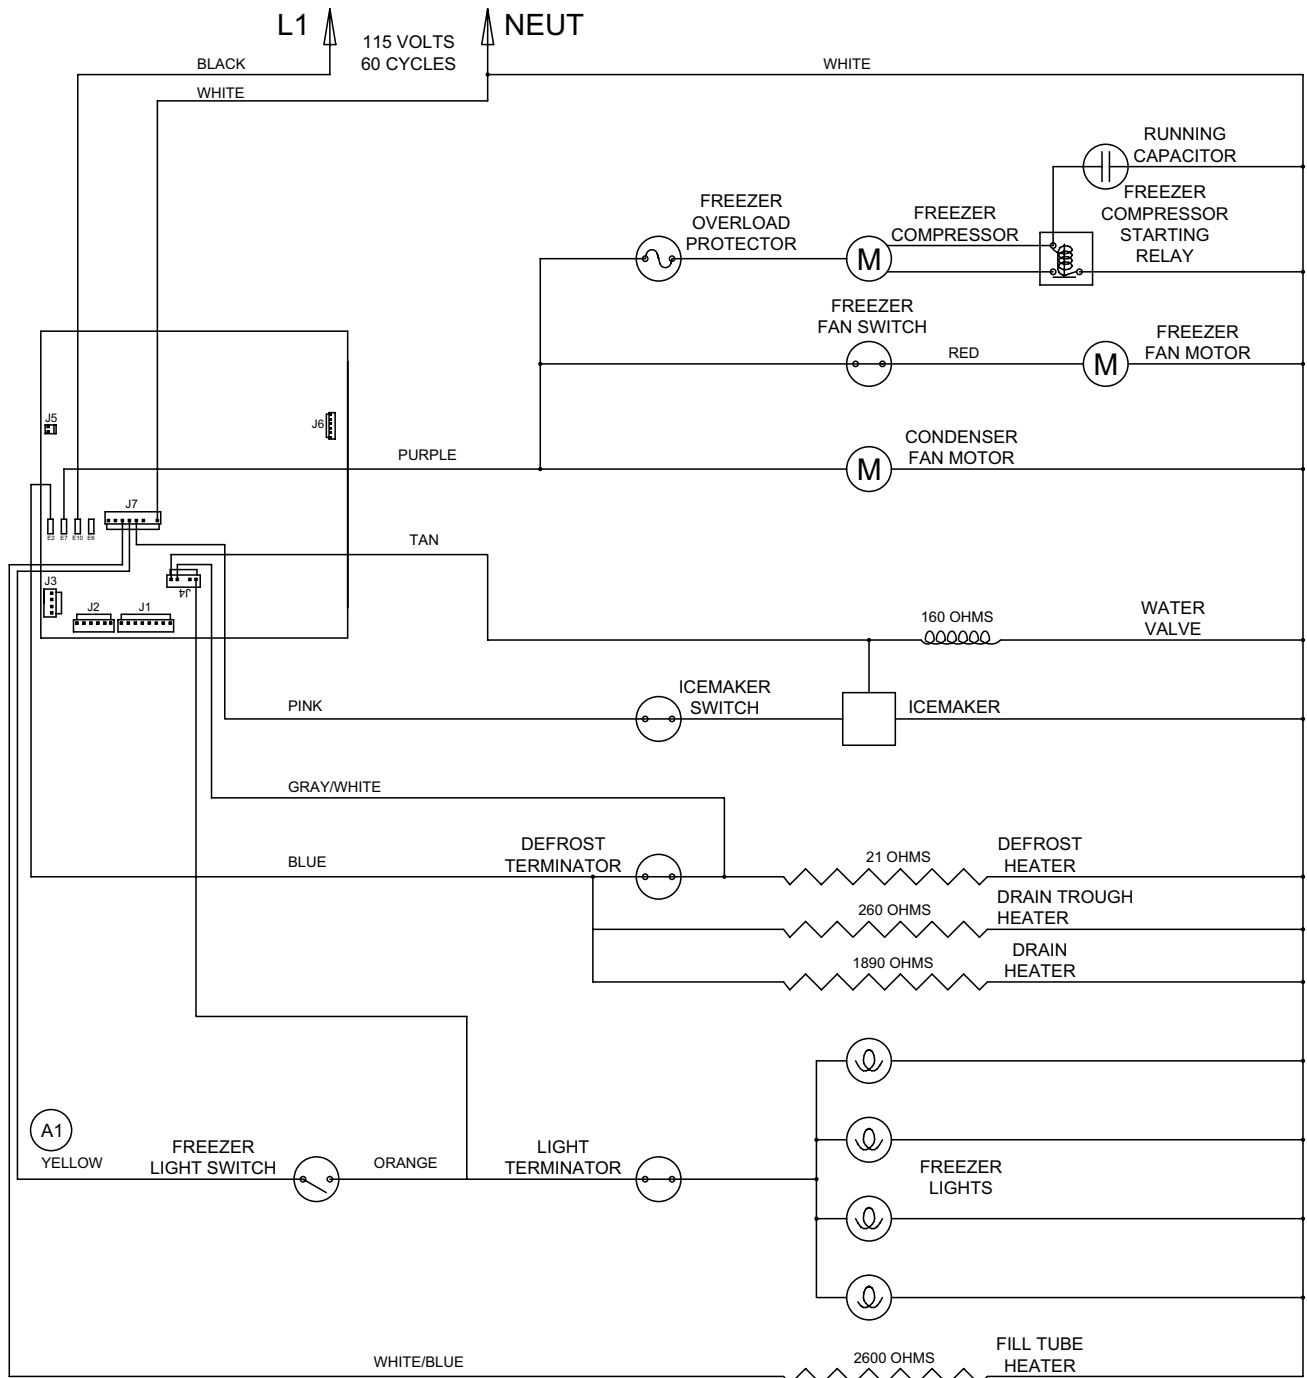 L1
115 VOLTS
60 CYCLES
NEUT
BLACK
WHITE
WHITE
RUNNING
CAPACITOR
FREEZER
OVERLOAD
PROTECTOR
FREEZER
COMPRESSOR
FREEZER
COMPRESSOR
STARTING
RELAY
M
FREEZER
FAN SWITCH
RED
M
FREEZER
FAN MOTOR
J5
J6
PURPLE
CONDENSER
FAN MOTOR
M
J7
E2
E7
E10
E6
TAN
J3
J4
J2
J1
160 OHMS
WATER
VALVE
PINK
ICEMAKER
SWITCH
ICEMAKER
GRAY/WHITE
BLUE
DEFROST
TERMINATOR
21 OHMS
DEFROST
HEATER
260 OHMS
DRAIN TROUGH
HEATER
1890 OHMS
DRAIN
HEATER
A1
YELLOW
FREEZER
LIGHT SWITCH
ORANGE
LIGHT
TERMINATOR
FREEZER
LIGHTS
WHITE/BLUE
2600 OHMS
FILL TUBE
HEATER